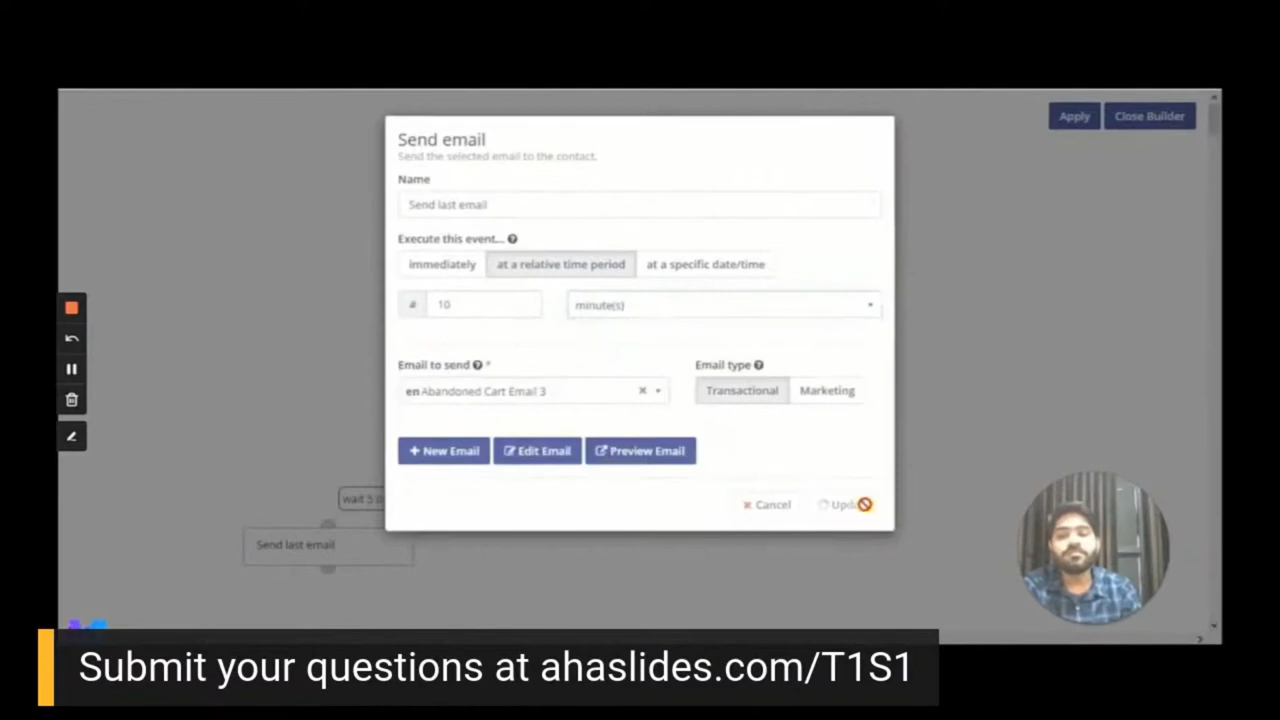 Apply
Close Builder
Send email
Send the selected email to the contact.
Name
Send last email
Execute this event...
immediately
at a relative time period
at a specific date/time
10
minute(s)
Email to send *
Email type
en Abandoned Cart Email 3
Transactional
Marketing
+ New Email
Edit Email
Preview Email
Cancel
wait 5
Send last email
Submit your questions at ahaslides.com/T1S1